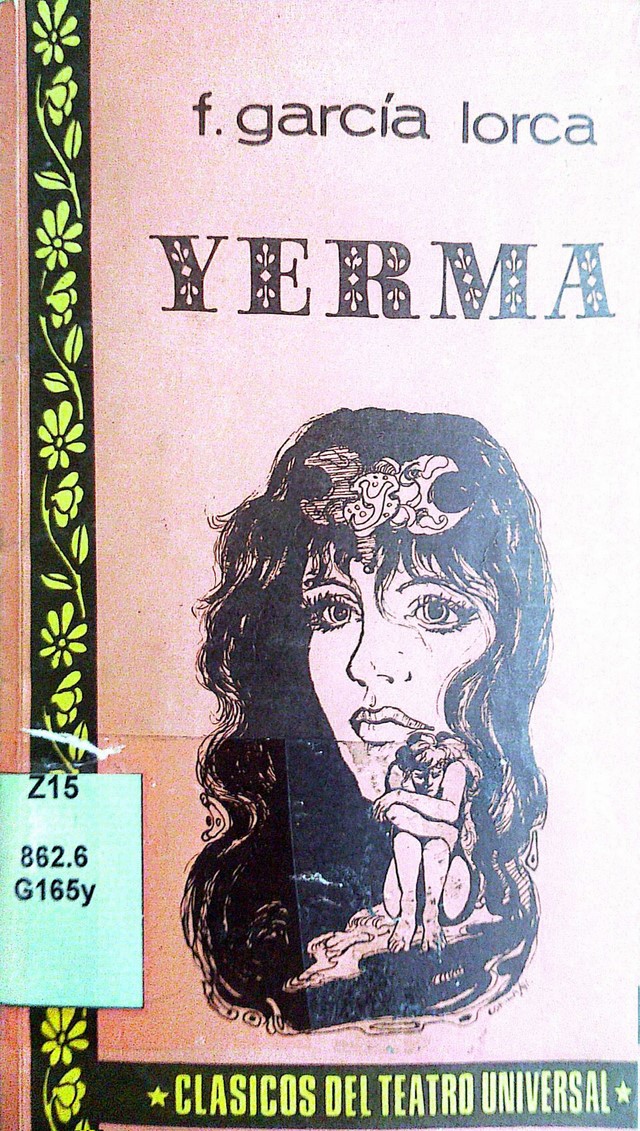 f. garcía lorca
YERMA
Z15
862.6
G165y
★ CLASICOS DEL TEATRO UNIVERSAL ★